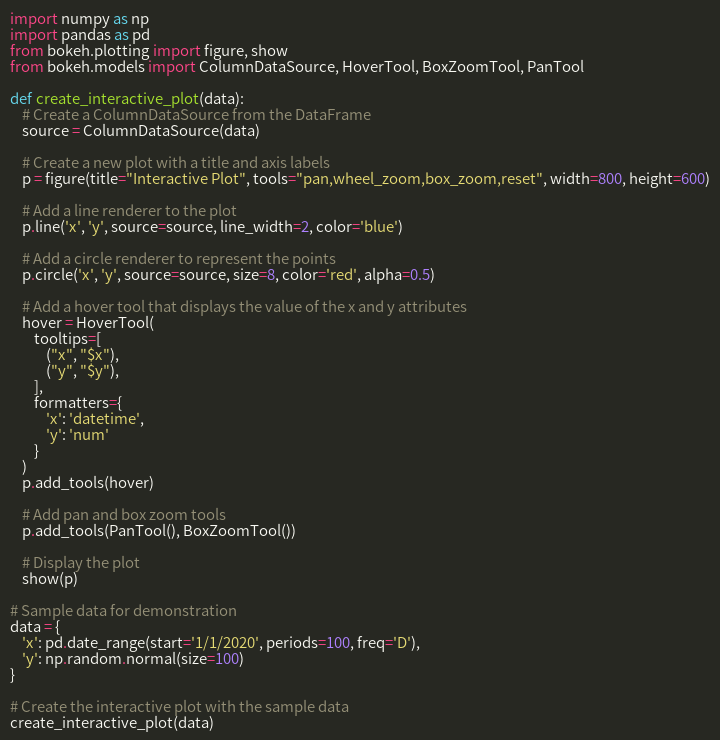 import numpy as np
import pandas as pd
from bokeh.plotting import figure, show
from bokeh.models import ColumnDataSource, HoverTool, BoxZoomTool, PanTool

def create_interactive_plot(data):
    # Create a ColumnDataSource from the DataFrame
    source = ColumnDataSource(data)

    # Create a new plot with a title and axis labels
    p = figure(title="Interactive Plot", tools="pan,wheel_zoom,box_zoom,reset", width=800, height=600)

    # Add a line renderer to the plot
    p.line('x', 'y', source=source, line_width=2, color='blue')

    # Add a circle renderer to represent the points
    p.circle('x', 'y', source=source, size=8, color='red', alpha=0.5)

    # Add a hover tool that displays the value of the x and y attributes
    hover = HoverTool(
        tooltips=[
            ("x", "$x"),
            ("y", "$y"),
        ],
        formatters={
            'x': 'datetime',
            'y': 'num'
        }
    )
    p.add_tools(hover)

    # Add pan and box zoom tools
    p.add_tools(PanTool(), BoxZoomTool())

    # Display the plot
    show(p)

# Sample data for demonstration
data = {
    'x': pd.date_range(start='1/1/2020', periods=100, freq='D'),
    'y': np.random.normal(size=100)
}

# Create the interactive plot with the sample data
create_interactive_plot(data)